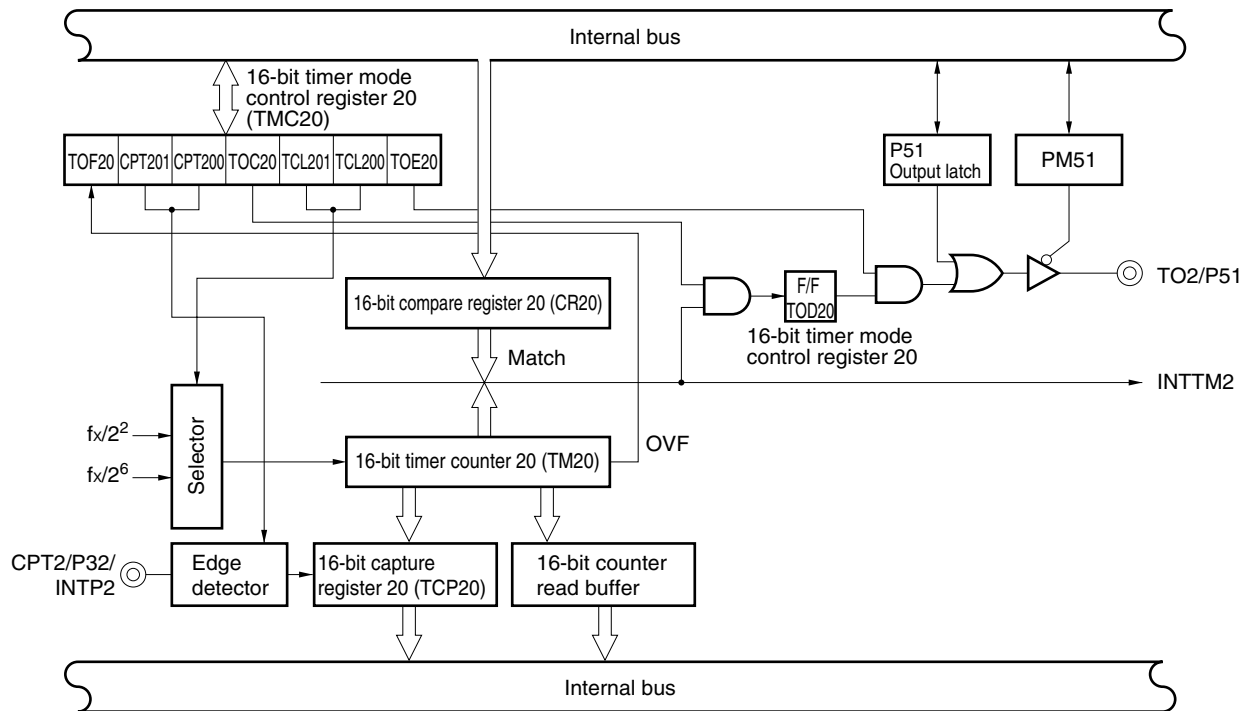 Internal bus
16-bit timer mode
control register 20
(TMC20)
TOF20 CPT201 CPT200 TOC20 TCL201 TCL200 TOE20
P51
Output latch
PM51
16-bit compare register 20 (CR20)
F/F
TOD20
TO2/P51
16-bit timer mode
control register 20
Match
INTTM2
fx/2²
fx/2⁶
Selector
16-bit timer counter 20 (TM20)
OVF
CPT2/P32/
INTP2
Edge
detector
16-bit capture
register 20 (TCP20)
16-bit counter
read buffer
Internal bus